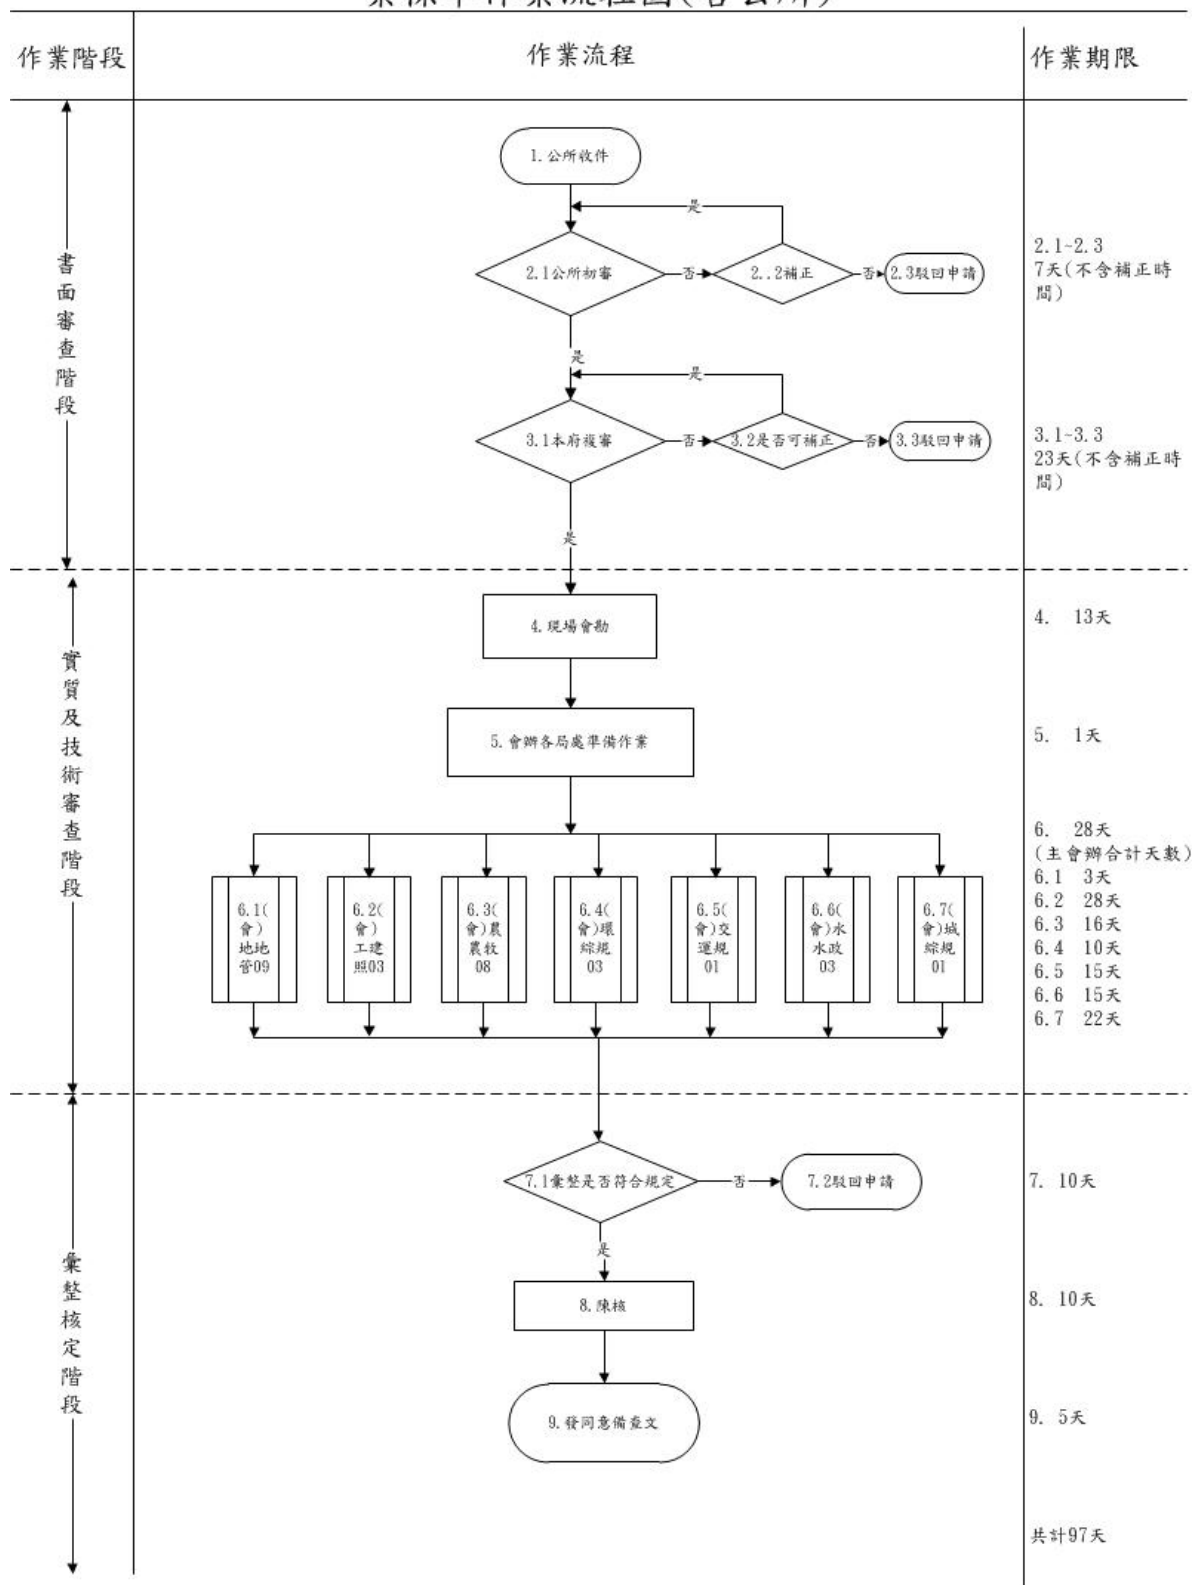 作業流程圖(各公所)
作業階段
作業流程
作業期限
書面審查階段
1.公所收件
是
2.1公所初審
否
2..2補正
否
2.3駁回申請
2.1~2.3
7天(不含補正時
間)
是
是
3.1本府複審
否
3.2是否可補正
否
3.3駁回申請
3.1~3.3
23天(不含補正時
間)
是
實質及技術審查階段
4.現場會勘
4. 13天
5.會辦各局處準備作業
5. 1天
6.1(
會)
地地
管09
6.2(
會)
工建
照03
6.3(
會)農
農牧
08
6.4(
會)環
綜規
03
6.5(
會)交
運規
01
6.6(
會)水
水政
03
6.7(
會)城
綜規
01
6. 28天
(主會辦合計天數)
6.1 3天
6.2 28天
6.3 16天
6.4 10天
6.5 15天
6.6 15天
6.7 22天
彙整核定階段
7.1彙整是否符合規定
否
7.2駁回申請
7. 10天
是
8.陳核
8. 10天
9.發同意備查文
9. 5天
共計97天